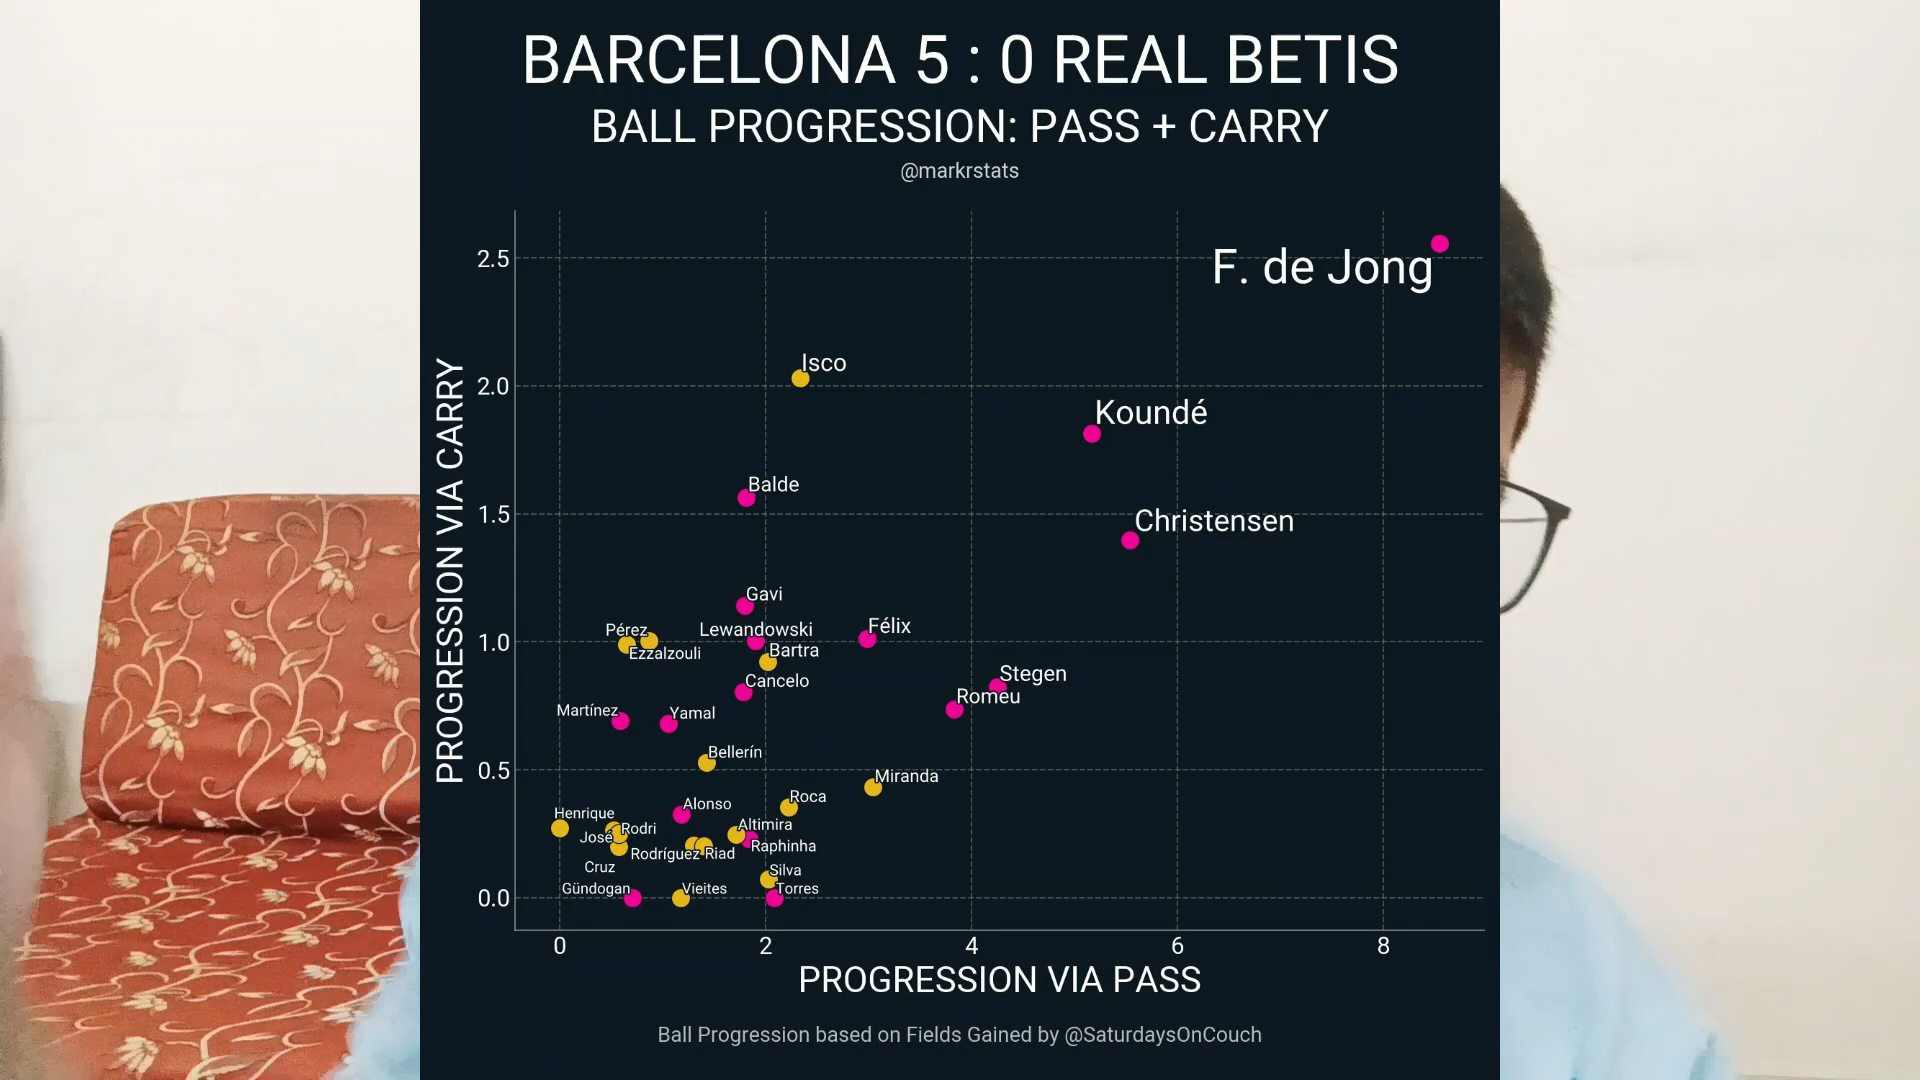 BARCELONA 5 : 0 REAL BETIS
BALL PROGRESSION: PASS + CARRY
@markrstats
PROGRESSION VIA CARRY
2.5
2.0
1.5
1.0
0.5
0.0
F. de Jong
Isco
Koundé
Balde
Christensen
Gavi
Félix
Pérez
Lewandowski
Ezzalzouli
Bartra
Cancelo
Stegen
Romeu
Martínez
Yamal
Bellerín
Miranda
Roca
Alonso
Henrique
Rodri
Altimira
José
Raphinha
Rodríguez
Riad
Cruz
Silva
Gündogan
Vieites
Torres
0 2 4 6 8
PROGRESSION VIA PASS
Ball Progression based on Fields Gained by @SaturdaysOnCouch